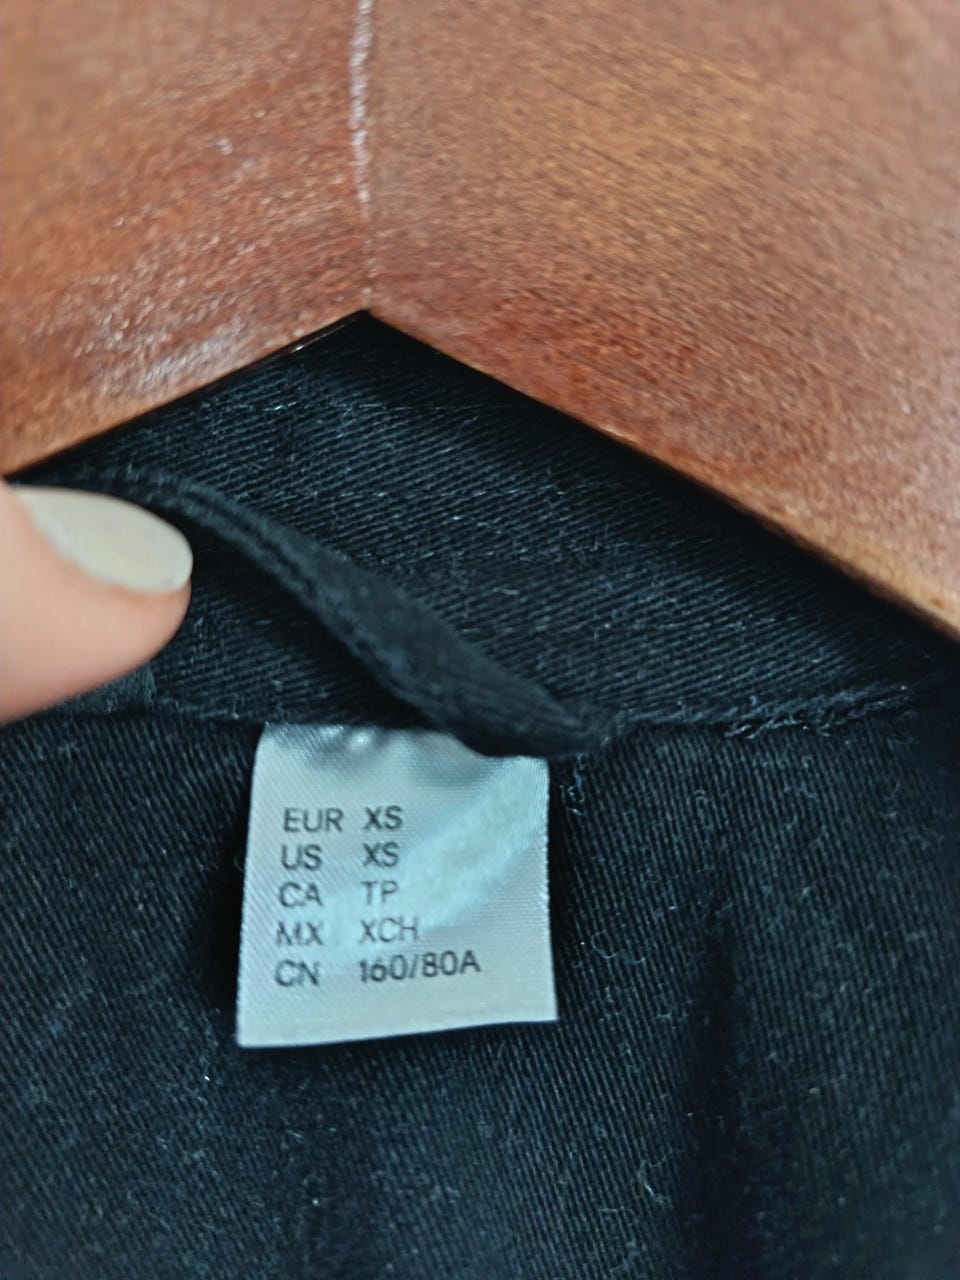 EUR XS
US XS
CA TP
MX XCH
CN 160/80A